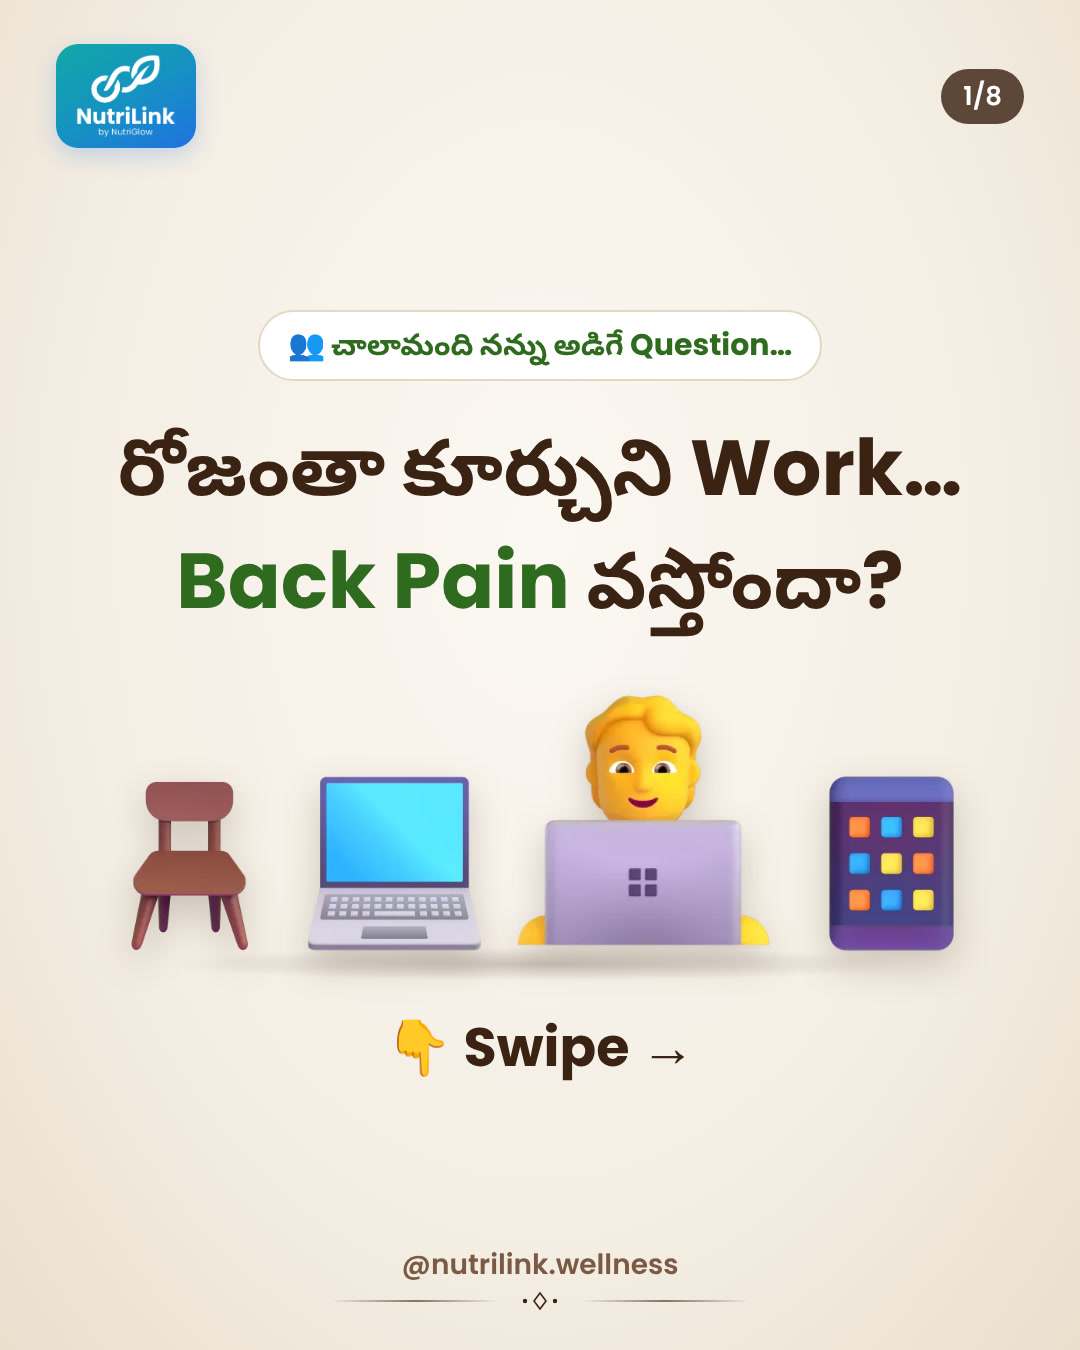 NutriLink
by NutriGlow
1/8
👥 చాలామంది నన్ను అడిగే Question...
రోజంతా కూర్చుని Work...
Back Pain వస్తోందా?
👇 Swipe →
@nutrilink.wellness